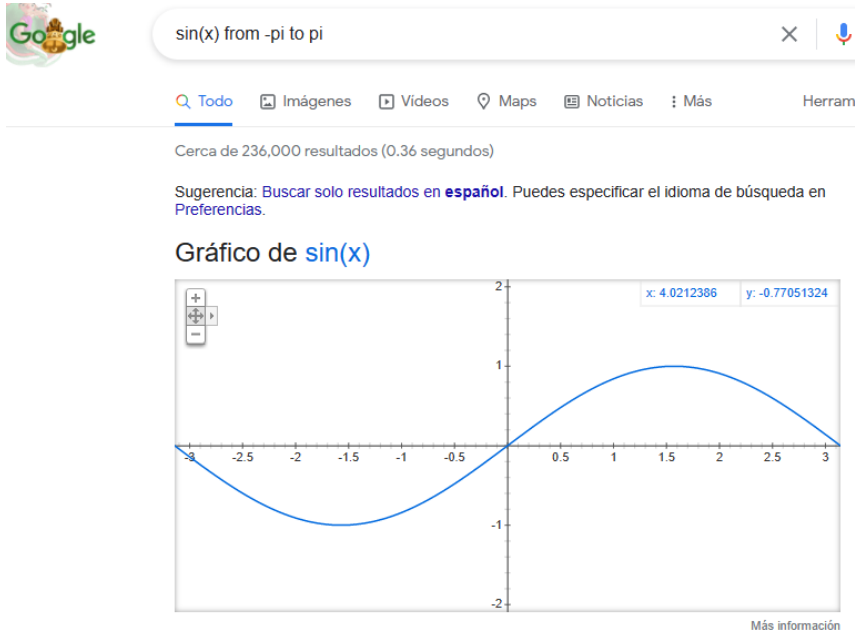 Google
sin(x) from -pi to pi
Todo Imágenes Vídeos Maps Noticias Más
Cerca de 236,000 resultados (0.36 segundos)
Sugerencia: Buscar solo resultados en español. Puedes especificar el idioma de búsqueda en
Preferencias.
Gráfico de sin(x)
x: 4.0212386 y: -0.77051324
2
1
-3 -2.5 -2 -1.5 -1 -0.5 0.5 1 1.5 2 2.5 3
-1
-2
Más información